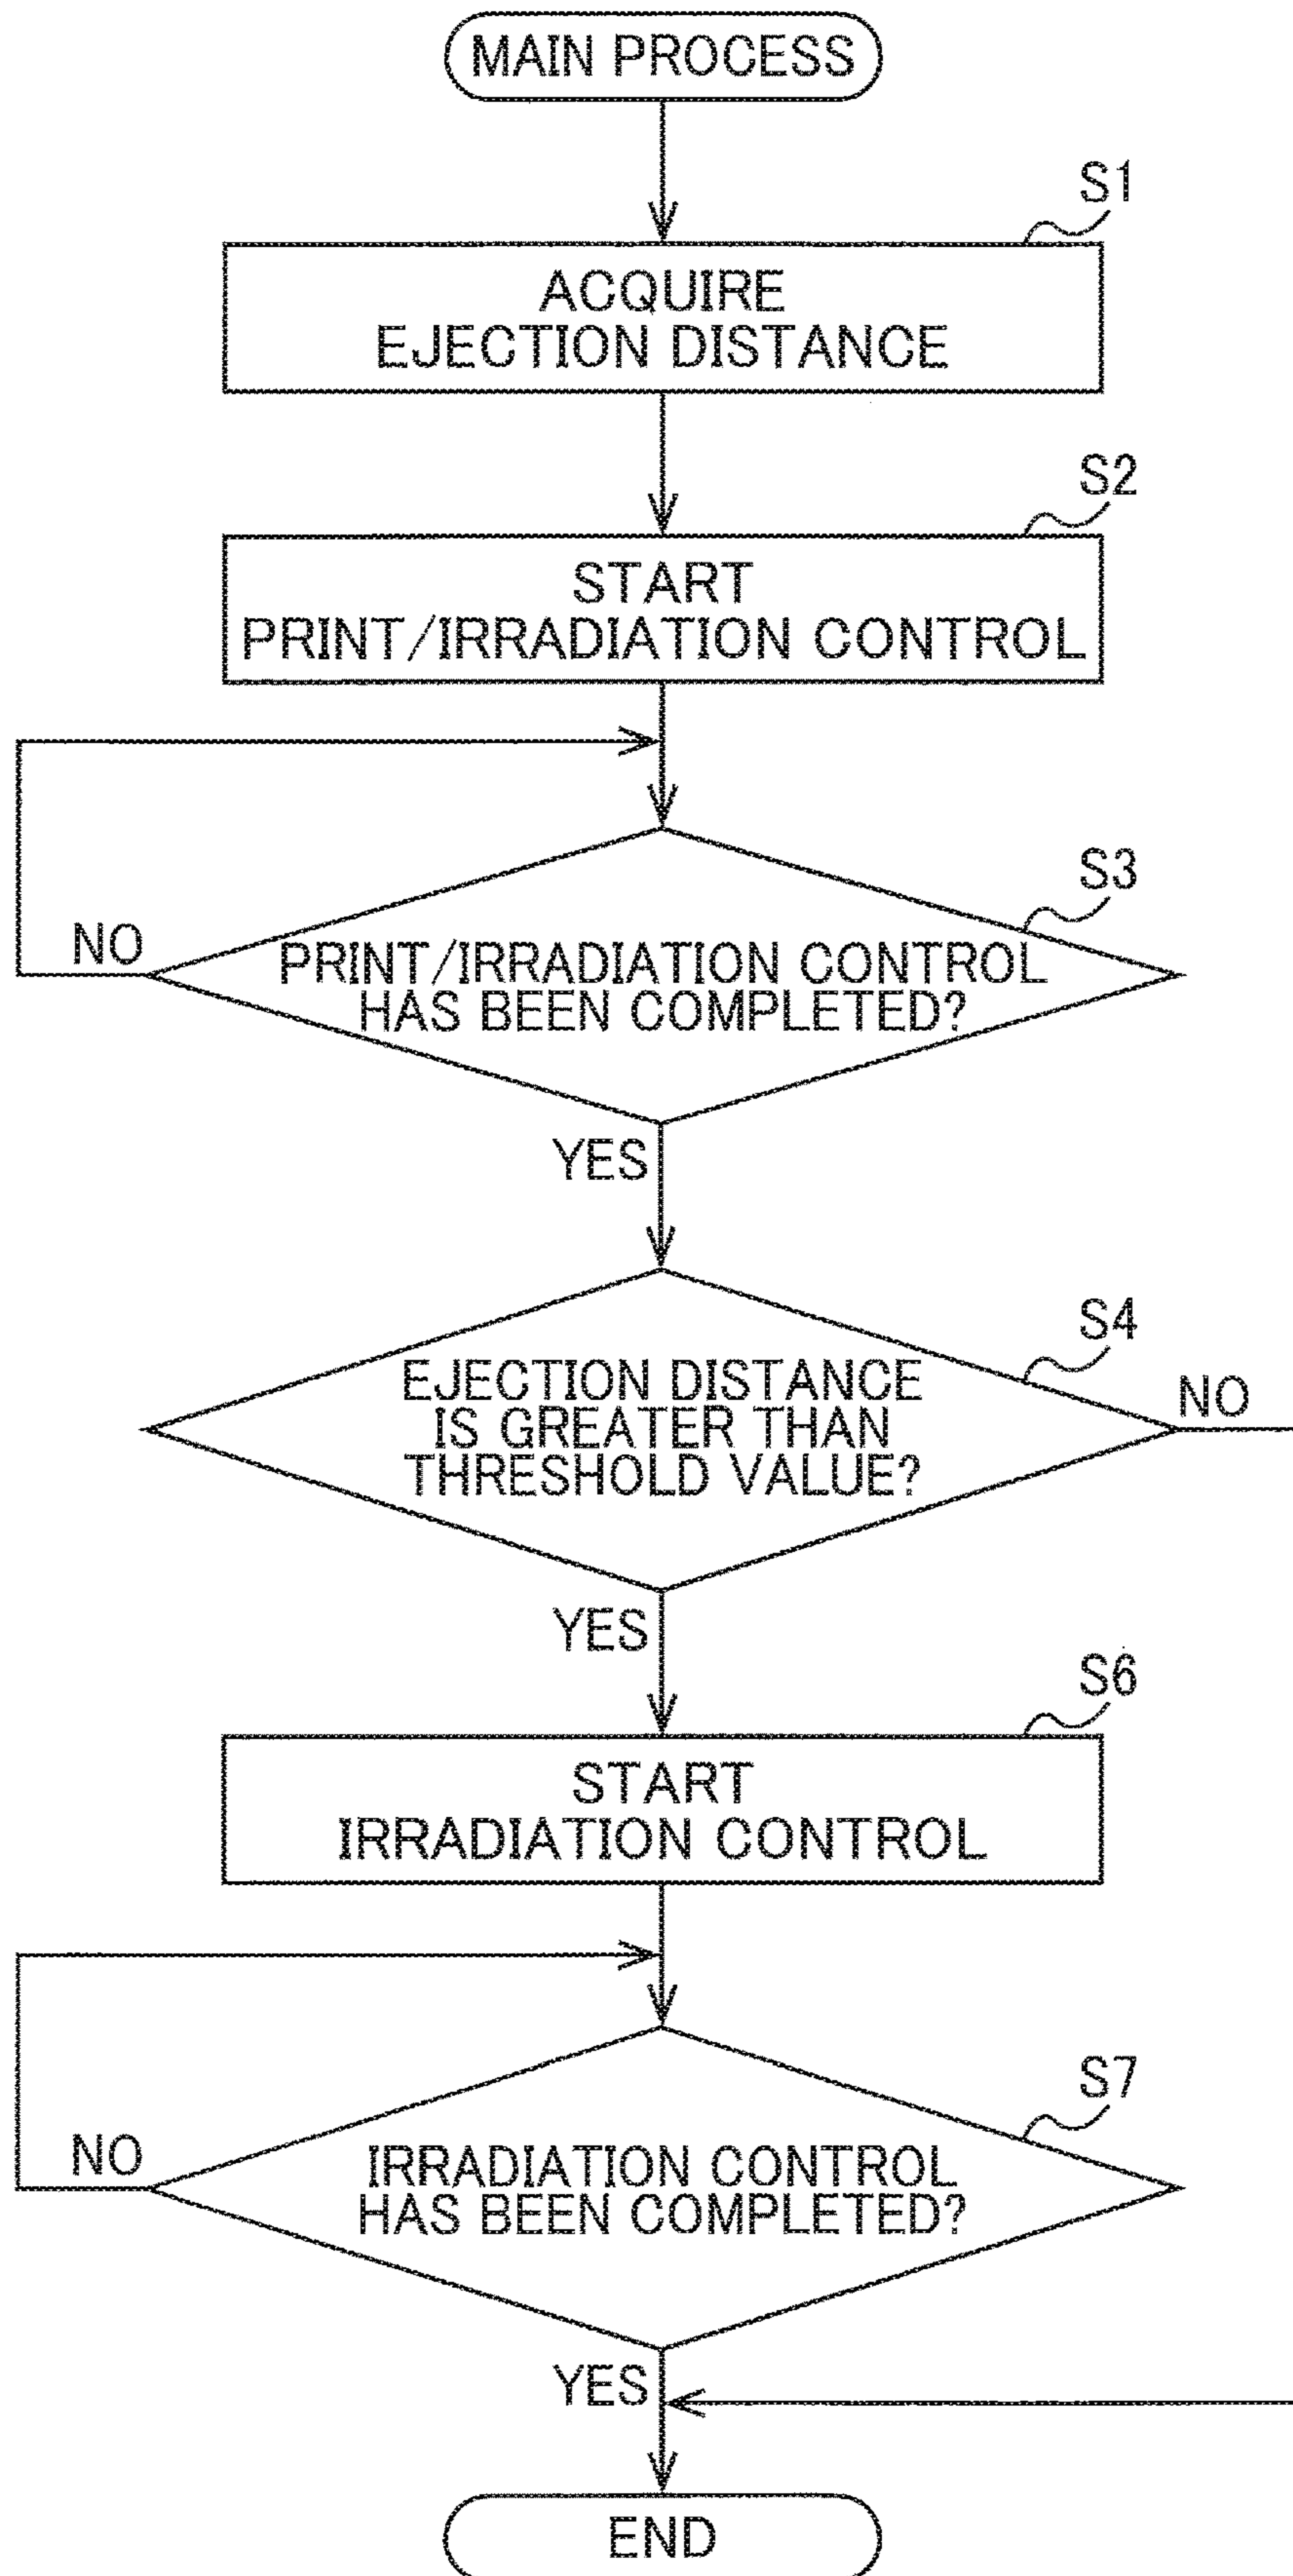 MAIN PROCESS
S1
ACQUIRE
EJECTION DISTANCE
S2
START
PRINT/IRRADIATION CONTROL
S3
NO
PRINT/IRRADIATION CONTROL
HAS BEEN COMPLETED?
YES
S4
EJECTION DISTANCE
IS GREATER THAN
THRESHOLD VALUE?
NO
YES
S6
START
IRRADIATION CONTROL
S7
NO
IRRADIATION CONTROL
HAS BEEN COMPLETED?
YES
END